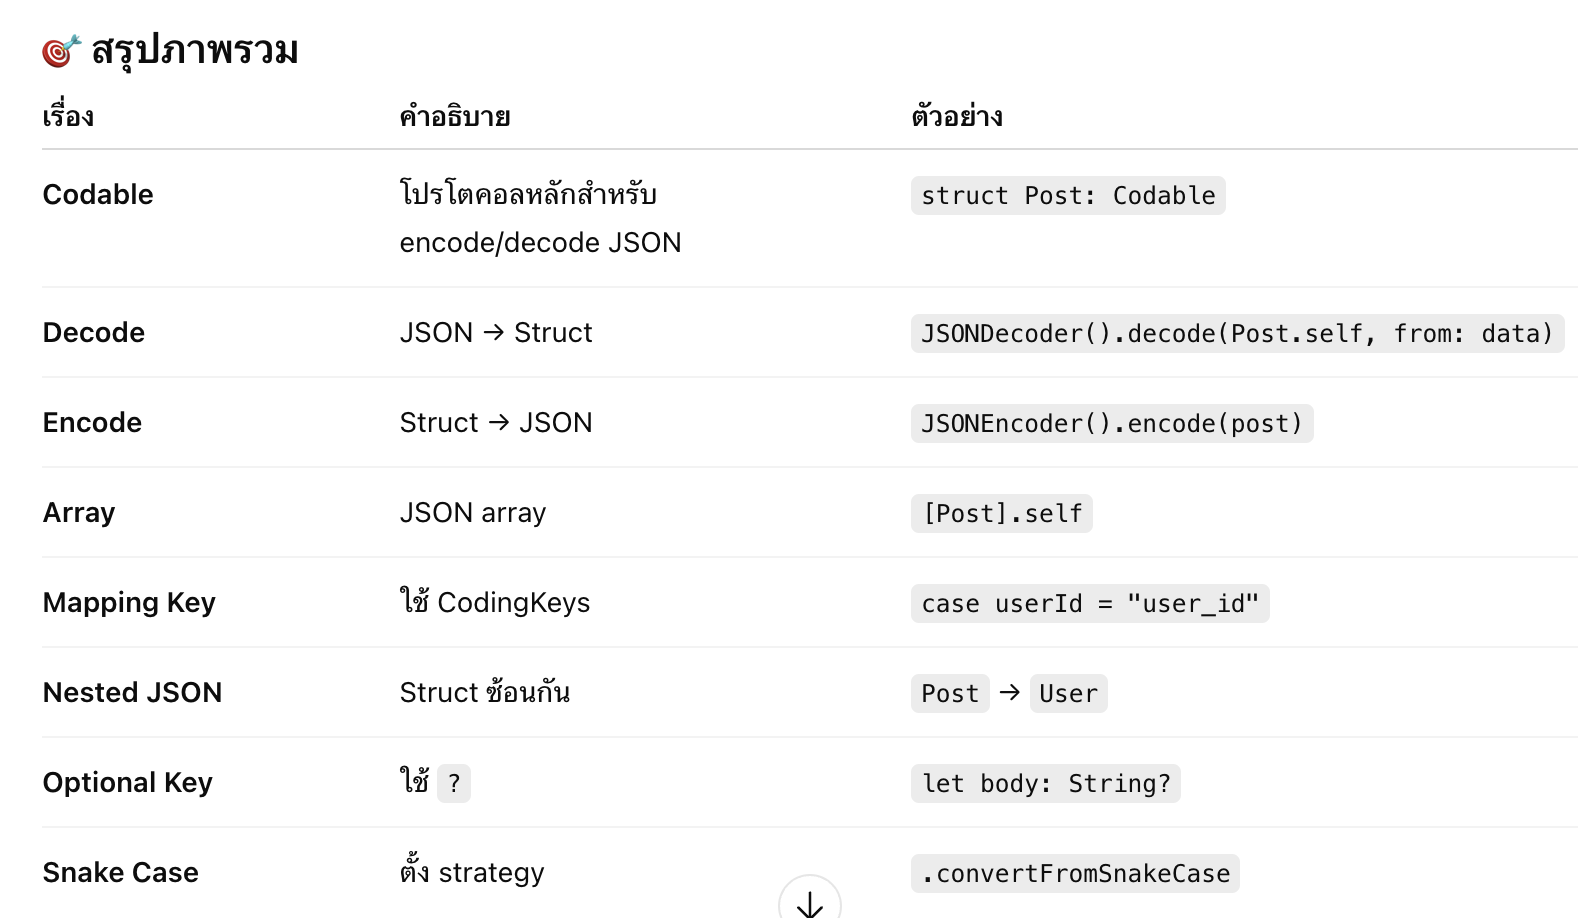 🎯 สรุปภาพรวม
เรื่อง คำอธิบาย ตัวอย่าง
Codable โปรโตคอลหลักสำหรับ struct Post: Codable
encode/decode JSON
Decode JSON → Struct JSONDecoder().decode(Post.self, from: data)
Encode Struct → JSON JSONEncoder().encode(post)
Array JSON array [Post].self
Mapping Key ใช้ CodingKeys case userId = "user_id"
Nested JSON Struct ซ้อนกัน Post → User
Optional Key ใช้ ? let body: String?
Snake Case ตั้ง strategy .convertFromSnakeCase